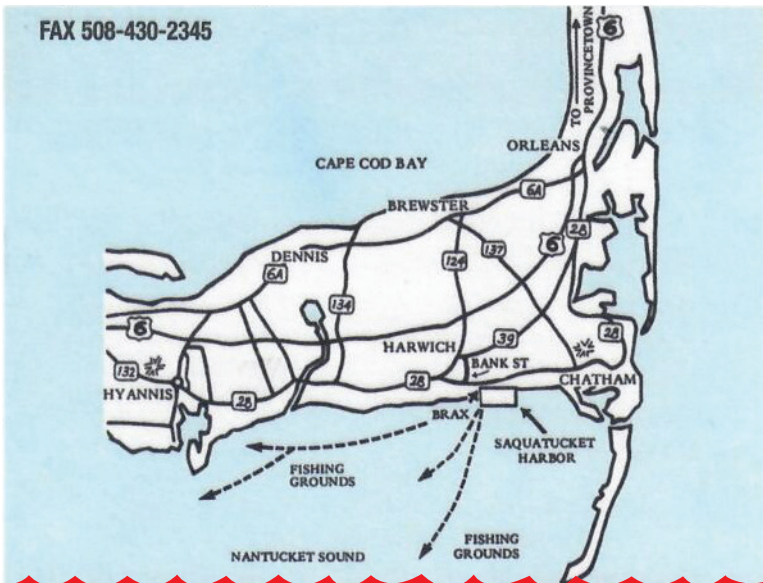 FAX 508-430-2345
TO
PROVINCETOWN
6
ORLEANS
CAPE COD BAY
6A
BREWSTER
28
137
6
124
DENNIS
6A
134
6
28
39
HARWICH
BANK ST
132
28
CHATHAM
HYANNIS
28
BRAX
SAQUATUCKET
HARBOR
FISHING
GROUNDS
FISHING
GROUNDS
NANTUCKET SOUND